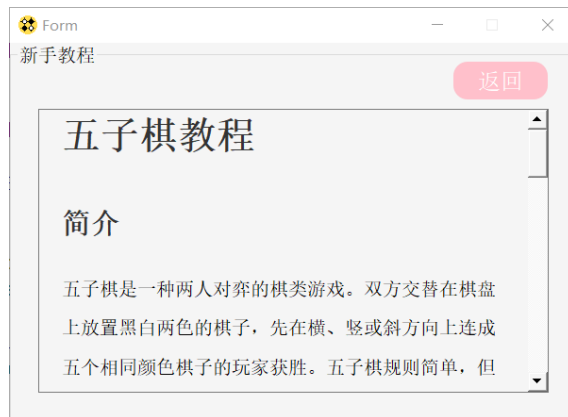 Form
新手教程
返回
五子棋教程
简介
五子棋是一种两人对弈的棋类游戏。双方交替在棋盘
上放置黑白两色的棋子，先在横、竖或斜方向上连成
五个相同颜色棋子的玩家获胜。五子棋规则简单，但